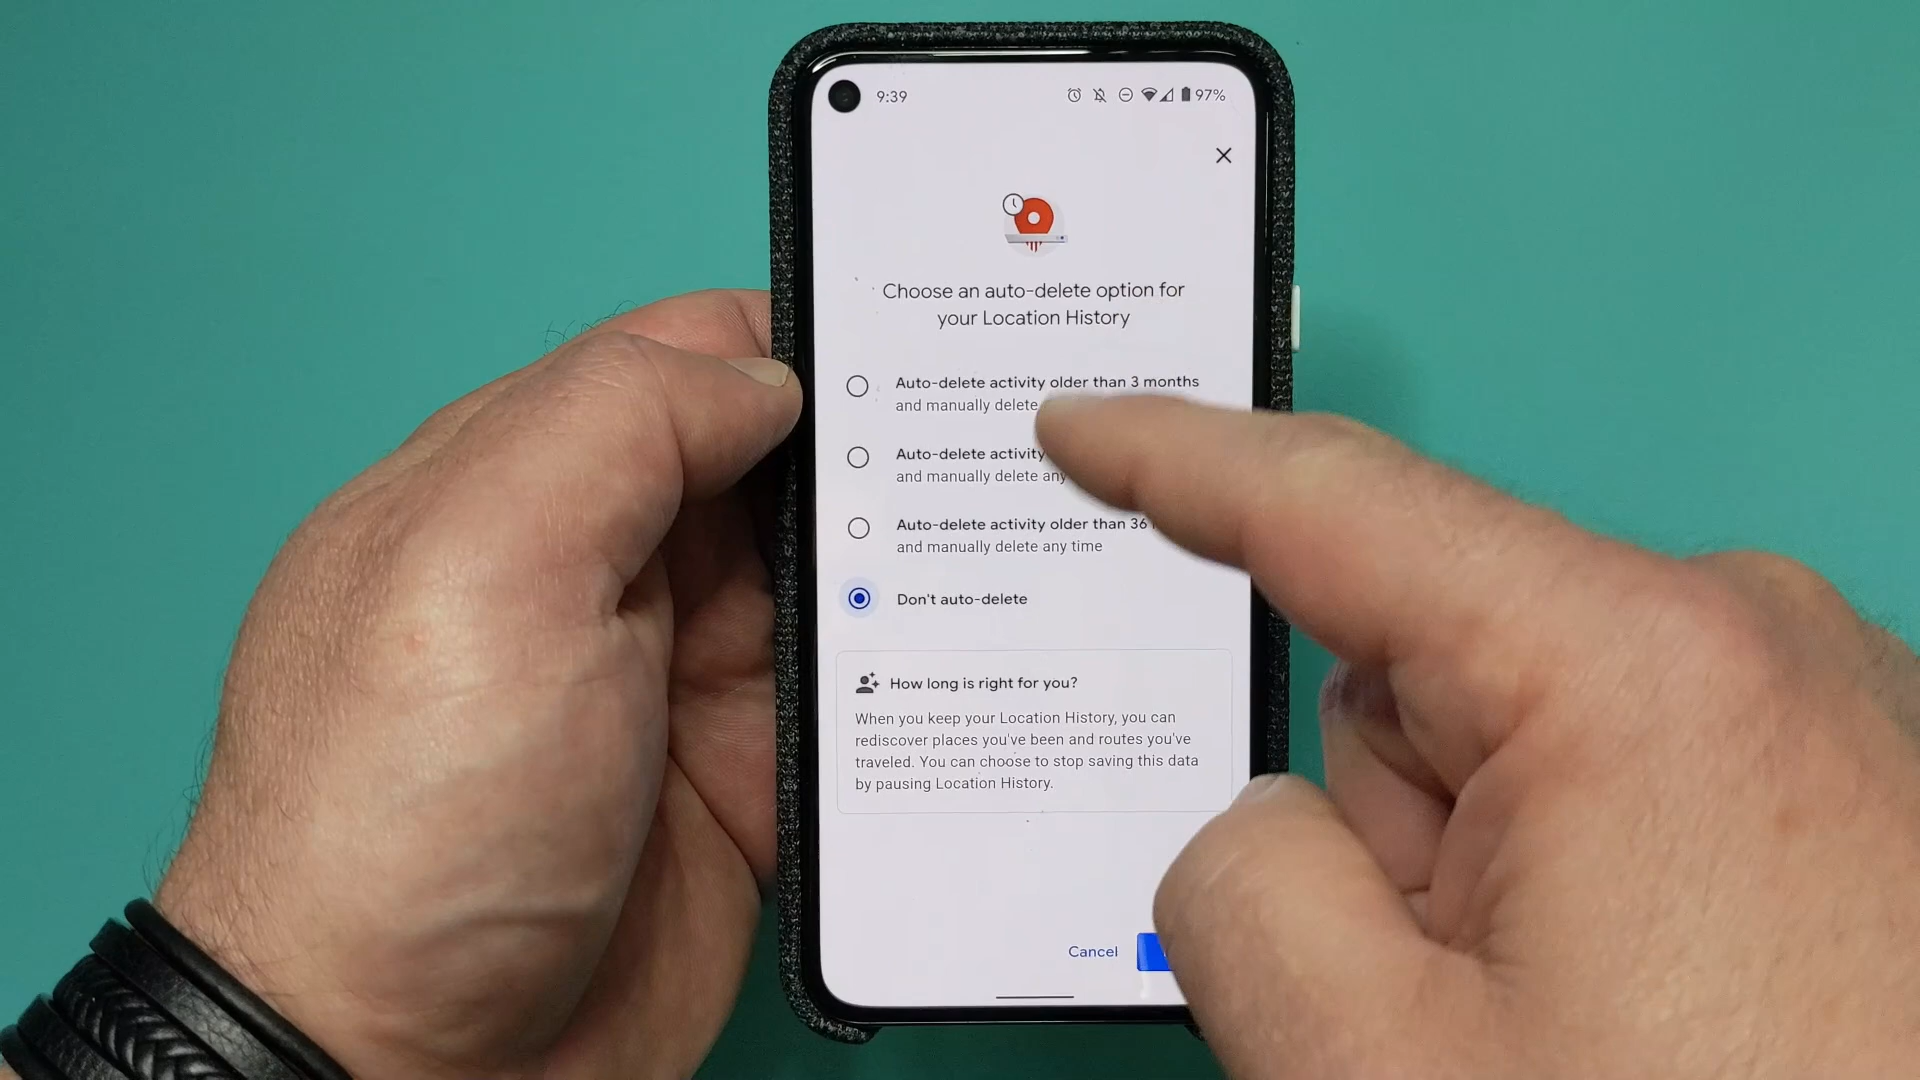 9:39
97%
Choose an auto-delete option for
your Location History
Auto-delete activity older than 3 months
and manually delete
Auto-delete activity
and manually delete any
Auto-delete activity older than 36
and manually delete any time
Don't auto-delete
How long is right for you?
When you keep your Location History, you can
rediscover places you've been and routes you've
traveled. You can choose to stop saving this data
by pausing Location History.
Cancel